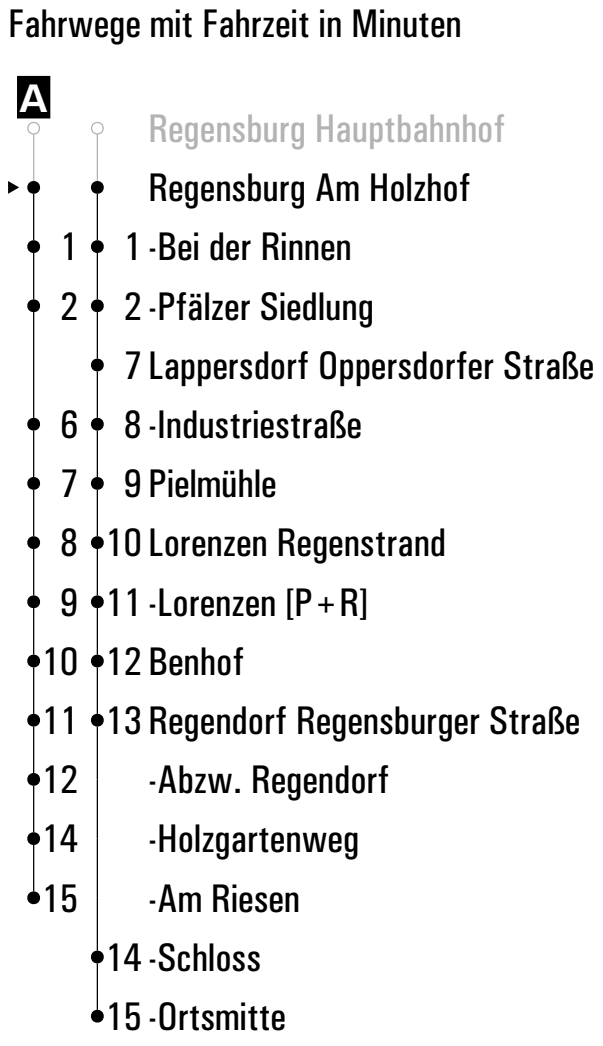 Fahrwege mit Fahrzeit in Minuten
A
Regensburg Hauptbahnhof
Regensburg Am Holzhof
1 1 -Bei der Rinnen
2 2 -Pfälzer Siedlung
7 Lappersdorf Oppersdorfer Straße
6 8 -Industriestraße
7 9 Pielmühle
8 10 Lorenzen Regenstrand
9 11 -Lorenzen [P+R]
10 12 Benhof
11 13 Regendorf Regensburger Straße
12 -Abzw. Regendorf
14 -Holzgartenweg
15 -Am Riesen
14 -Schloss
15 -Ortsmitte